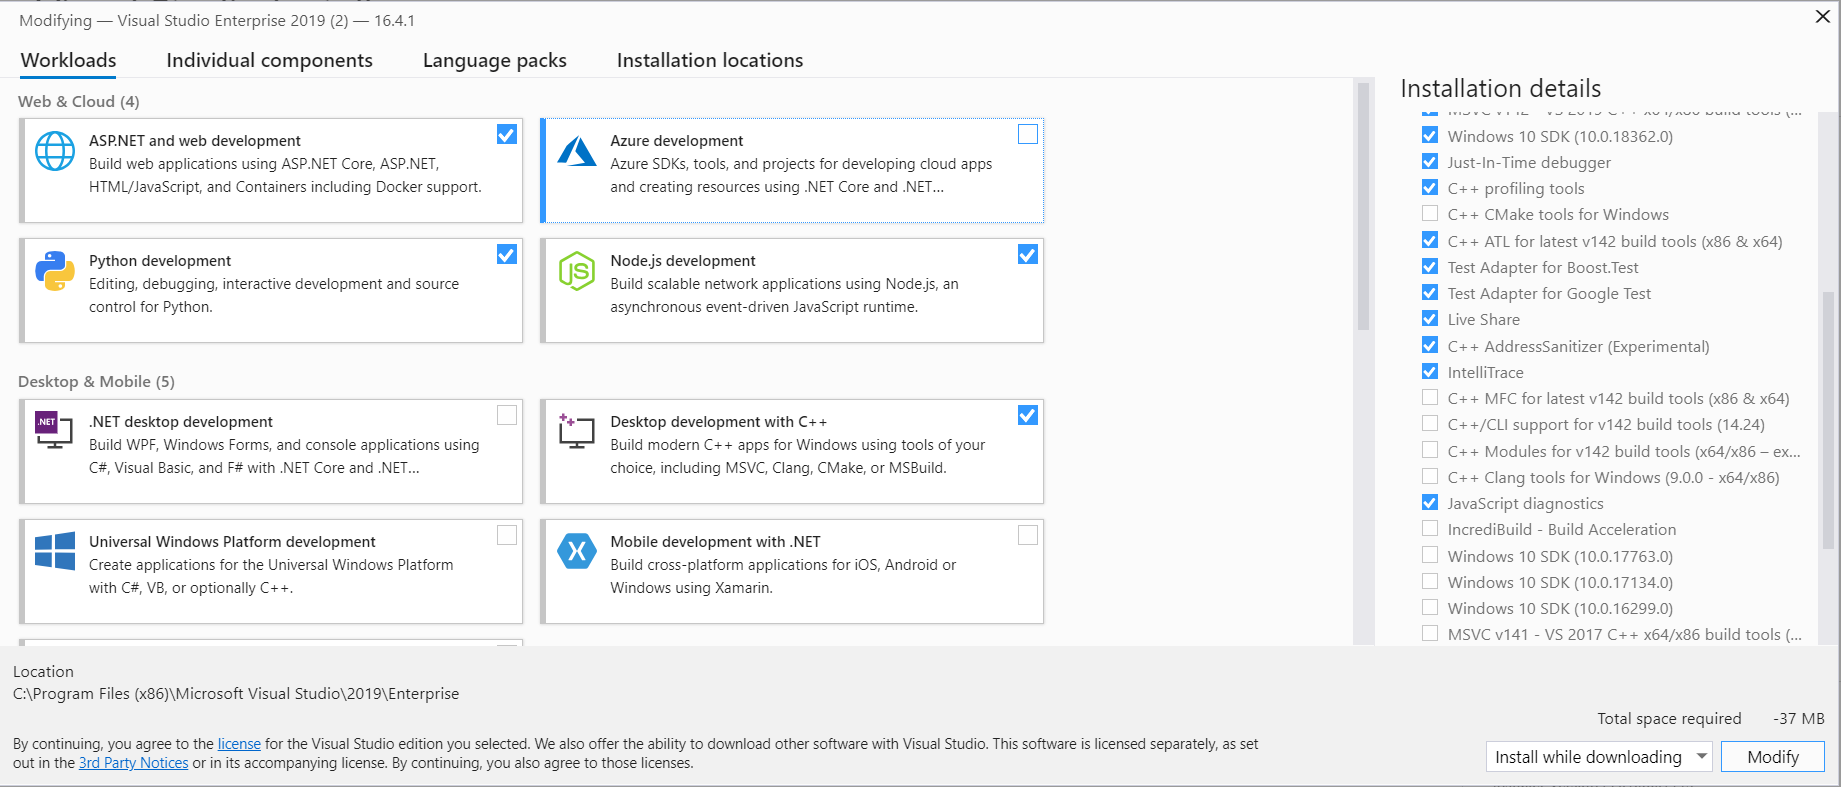 Modifying — Visual Studio Enterprise 2019 (2) — 16.4.1
Workloads
Individual components
Language packs
Installation locations
Web & Cloud (4)
ASP.NET and web development
Build web applications using ASP.NET Core, ASP.NET,
HTML/JavaScript, and Containers including Docker support.
Azure development
Azure SDKs, tools, and projects for developing cloud apps
and creating resources using .NET Core and .NET...
Python development
Editing, debugging, interactive development and source
control for Python.
Node.js development
Build scalable network applications using Node.js, an
asynchronous event-driven JavaScript runtime.
Desktop & Mobile (5)
.NET
.NET desktop development
Build WPF, Windows Forms, and console applications using
C#, Visual Basic, and F# with .NET Core and .NET...
Desktop development with C++
Build modern C++ apps for Windows using tools of your
choice, including MSVC, Clang, CMake, or MSBuild.
Universal Windows Platform development
Create applications for the Universal Windows Platform
with C#, VB, or optionally C++.
Mobile development with .NET
Build cross-platform applications for iOS, Android or
Windows using Xamarin.
Installation details
MSVC v142 - VS 2019 C++ x64/x86 build tools (...
Windows 10 SDK (10.0.18362.0)
Just-In-Time debugger
C++ profiling tools
C++ CMake tools for Windows
C++ ATL for latest v142 build tools (x86 & x64)
Test Adapter for Boost.Test
Test Adapter for Google Test
Live Share
C++ AddressSanitizer (Experimental)
IntelliTrace
C++ MFC for latest v142 build tools (x86 & x64)
C++/CLI support for v142 build tools (14.24)
C++ Modules for v142 build tools (x64/x86 – ex...
C++ Clang tools for Windows (9.0.0 - x64/x86)
JavaScript diagnostics
IncrediBuild - Build Acceleration
Windows 10 SDK (10.0.17763.0)
Windows 10 SDK (10.0.17134.0)
Windows 10 SDK (10.0.16299.0)
MSVC v141 - VS 2017 C++ x64/x86 build tools (...
Location
C:\Program Files (x86)\Microsoft Visual Studio\2019\Enterprise
Total space required -37 MB
By continuing, you agree to the license for the Visual Studio edition you selected. We also offer the ability to download other software with Visual Studio. This software is licensed separately, as set
out in the 3rd Party Notices or in its accompanying license. By continuing, you also agree to those licenses.
Install while downloading
Modify